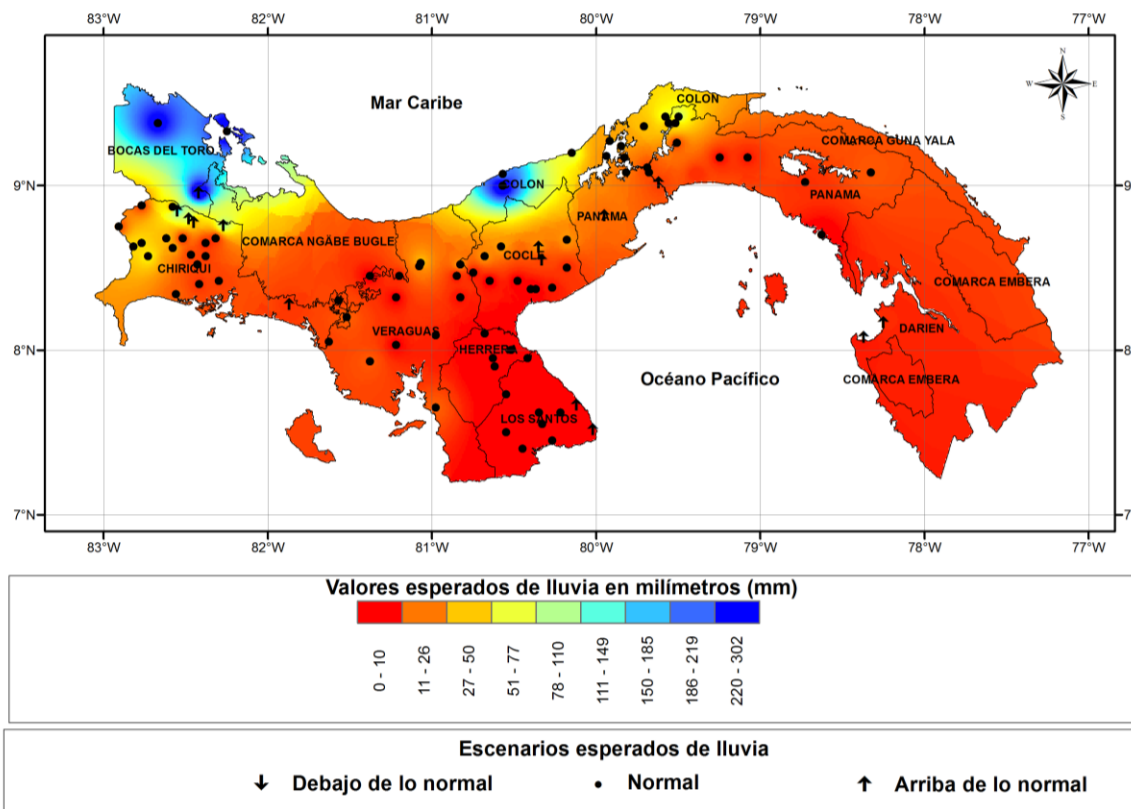 83°W 82°W 81°W 80°W 79°W 78°W 77°W
N
W E
S
Mar Caribe
COLON
BOCAS DEL TORO
COMARCA GUNA YALA
9°N
COLON
PANAMA
PANAMA
COMARCA NGÄBE BUGLE
COCLE
CHIRIQUI
COMARCA EMBERA
VERAGUAS
DARIEN
8°N
HERRERA
Océano Pacífico
COMARCA EMBERA
LOS SANTOS
7°N
83°W 82°W 81°W 80°W 79°W 78°W 77°W
Valores esperados de lluvia en milímetros (mm)
0 - 10
11 - 26
27 - 50
51 - 77
78 - 110
111 - 149
150 - 185
186 - 219
220 - 302
Escenarios esperados de lluvia
Debajo de lo normal Normal Arriba de lo normal